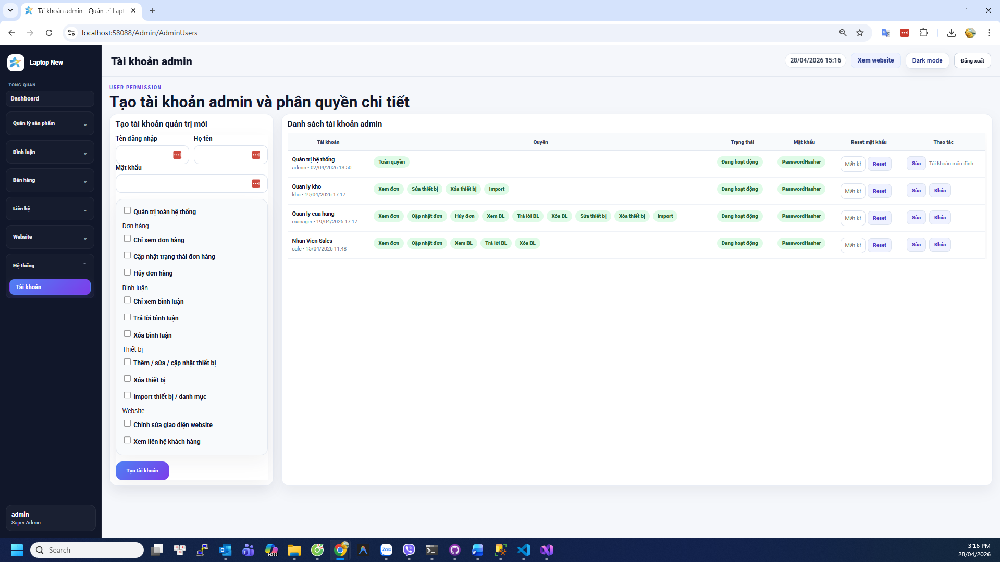 Tài khoản admin - Quản trị Lapt
localhost:58088/Admin/AdminUsers
Laptop New
TỔNG QUAN
Dashboard
Quản lý sản phẩm
Bình luận
Bán hàng
Liên hệ
Website
Hệ thống
Tài khoản
admin
Super Admin
Tài khoản admin
28/04/2026 15:16
Xem website
Dark mode
Đăng xuất
USER PERMISSION
Tạo tài khoản admin và phân quyền chi tiết
Tạo tài khoản quản trị mới
Tên đăng nhập Họ tên
Mật khẩu
Quản trị toàn hệ thống
Đơn hàng
Chỉ xem đơn hàng
Cập nhật trạng thái đơn hàng
Hủy đơn hàng
Bình luận
Chỉ xem bình luận
Trả lời bình luận
Xóa bình luận
Thiết bị
Thêm / sửa / cập nhật thiết bị
Xóa thiết bị
Import thiết bị / danh mục
Website
Chỉnh sửa giao diện website
Xem liên hệ khách hàng
Tạo tài khoản
Danh sách tài khoản admin
Tài khoản Quyền Trạng thái Mật khẩu Reset mật khẩu Thao tác
Quản trị hệ thống Toàn quyền Đang hoạt động PasswordHasher Mật kl Reset Sửa Tài khoản mặc định
admin • 02/04/2026 13:50
Quan ly kho Xem đơn Sửa thiết bị Xóa thiết bị Import Đang hoạt động PasswordHasher Mật kl Reset Sửa Khóa
kho • 19/04/2026 17:17
Quan ly cua hang Xem đơn Cập nhật đơn Hủy đơn Xem BL Trả lời BL Xóa BL Sửa thiết bị Xóa thiết bị Import Đang hoạt động PasswordHasher Mật kl Reset Sửa Khóa
manager • 19/04/2026 17:17
Nhan Vien Sales Xem đơn Cập nhật đơn Xem BL Trả lời BL Xóa BL Đang hoạt động PasswordHasher Mật kl Reset Sửa Khóa
sale • 15/04/2026 11:48
Search
M365
Zalo
3:16 PM
28/04/2026